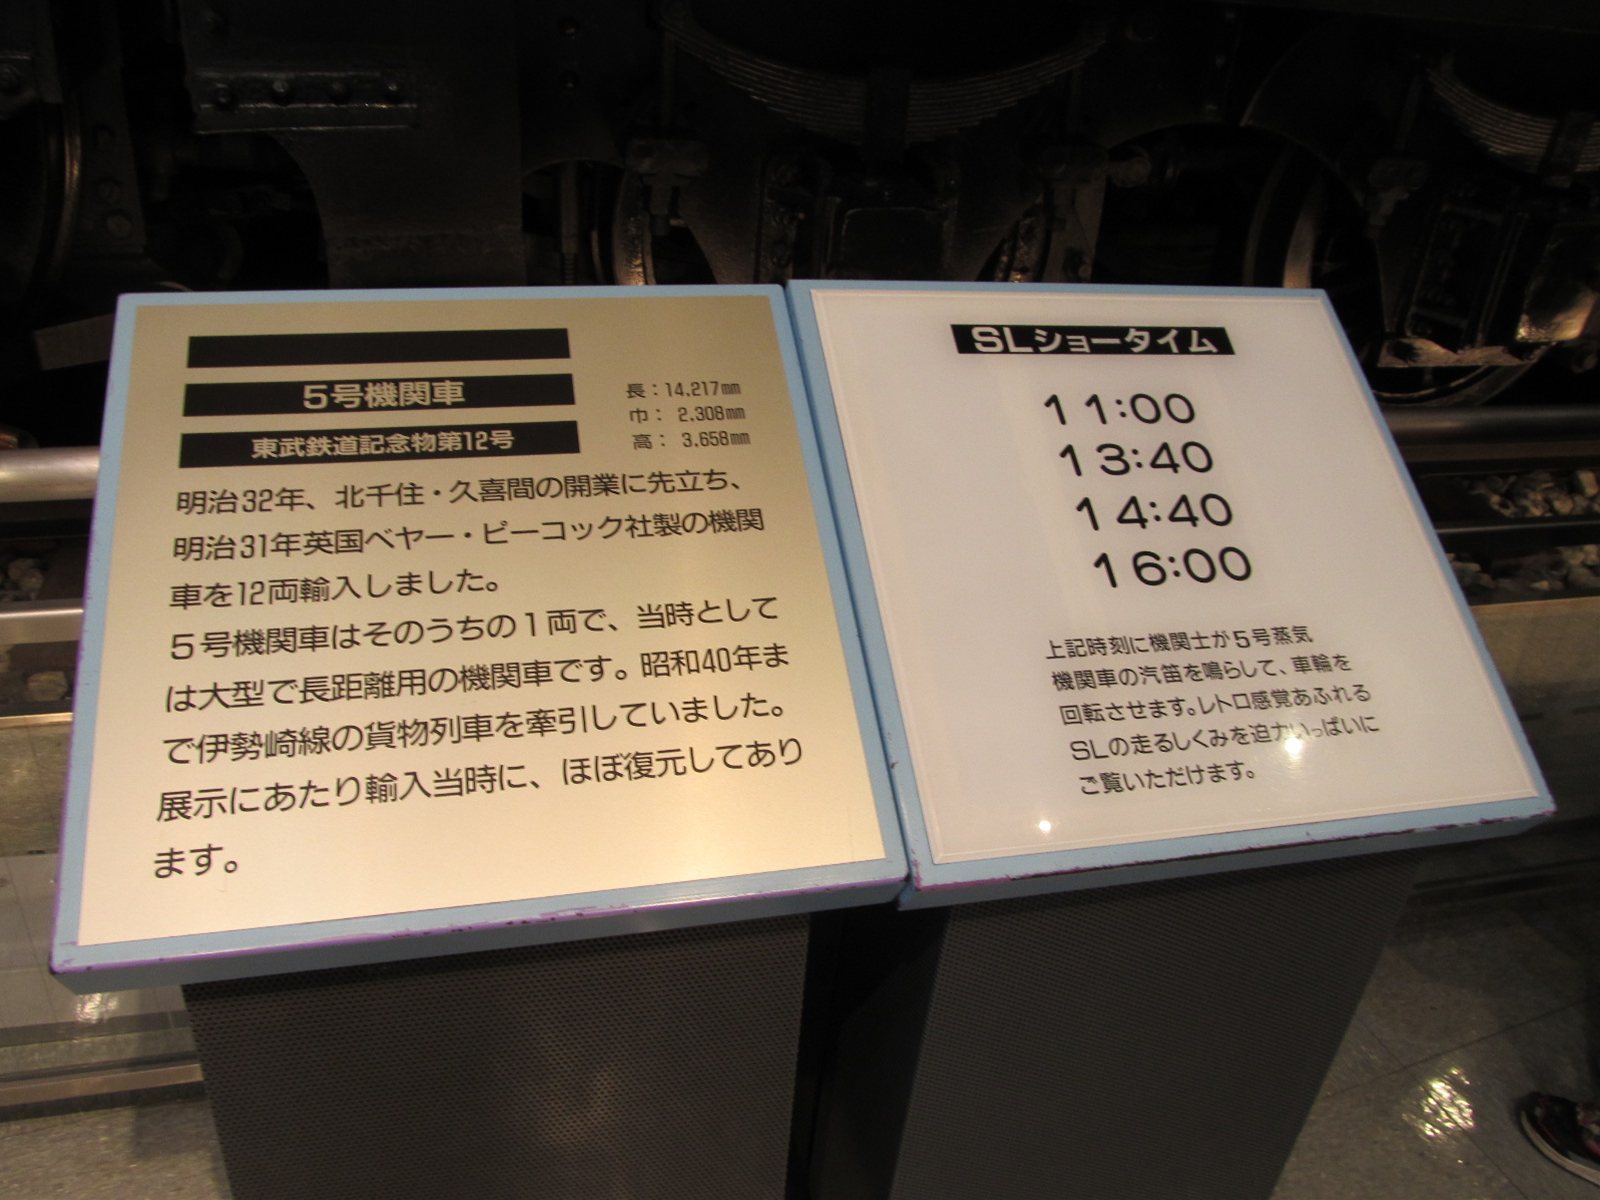 5号機関車
東武鉄道記念物第12号
長：14.217㎜
巾：2.308㎜
高：3.658㎜
明治32年、北千住・久喜間の開業に先立ち、
明治31年英国ベヤー・ピーコック社製の機関
車を12両輸入しました。
5号機関車はそのうちの1両で、当時として
は大型で長距離用の機関車です。昭和40年ま
で伊勢崎線の貨物列車を牽引していました。
展示にあたり輸入当時に、ほぼ復元してあり
ます。
SLショータイム
11:00
13:40
14:40
16:00
上記時刻に機関士が5号蒸気
機関車の汽笛を鳴らして、車輪を
回転させます。レトロ感覚あふれる
SLの走るしくみを迫力いっぱいに
ご覧いただけます。